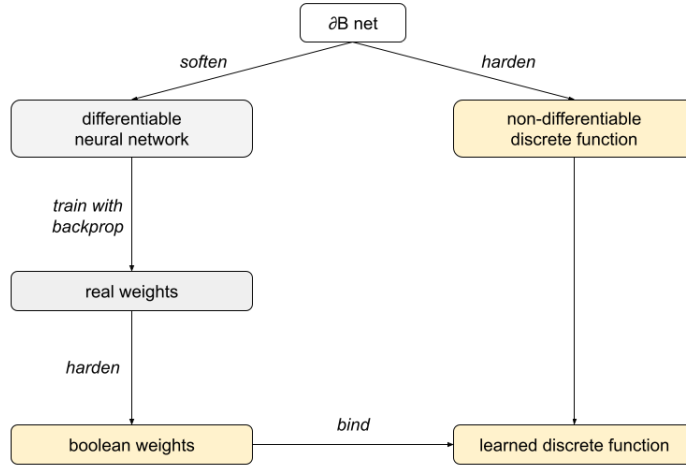 ∂B net
soften
harden
differentiable
neural network
non-differentiable
discrete function
train with
backprop
real weights
harden
boolean weights
bind
learned discrete function